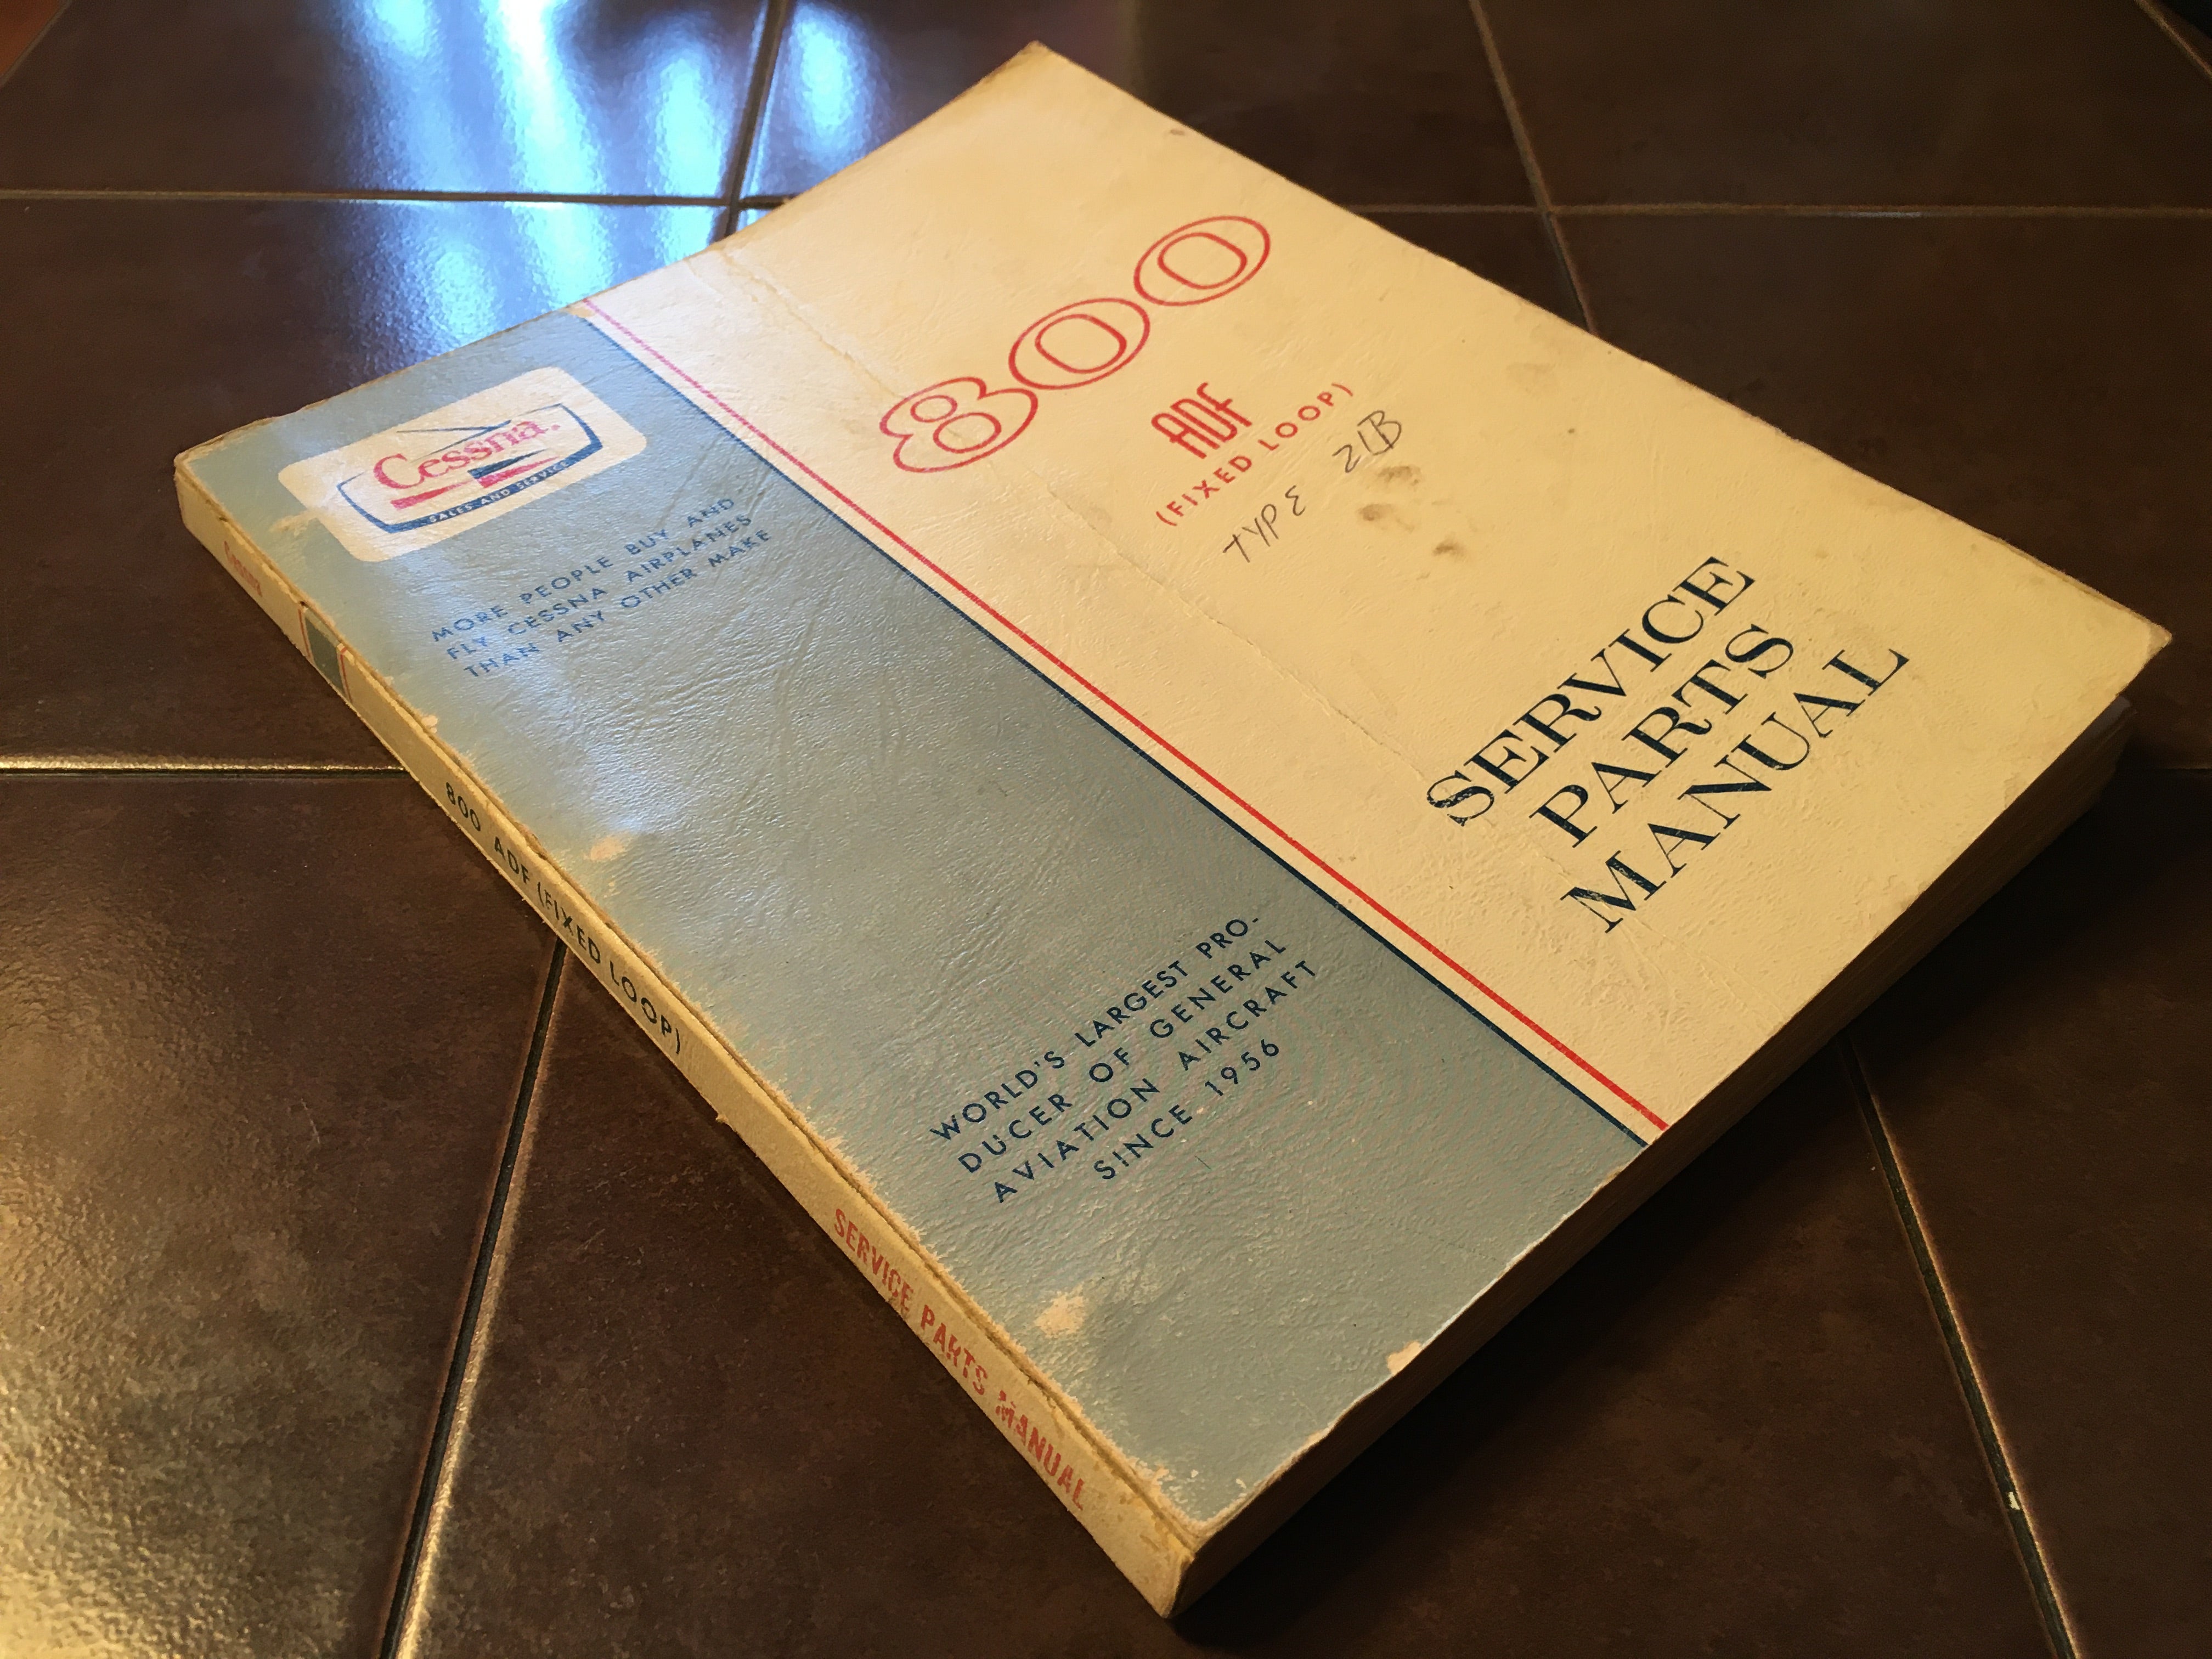 Cessna.
SALES AND SERVICE
MORE PEOPLE BUY AND
FLY CESSNA AIRPLANES
THAN ANY OTHER MAKE
800
ADF
(FIXED LOOP)
TYPE 21B
SERVICE
PARTS
MANUAL
WORLD'S LARGEST PRO-
DUCER OF GENERAL
AVIATION AIRCRAFT
SINCE 1956
Cessna
800 ADF (FIXED LOOP)
SERVICE PARTS MANUAL